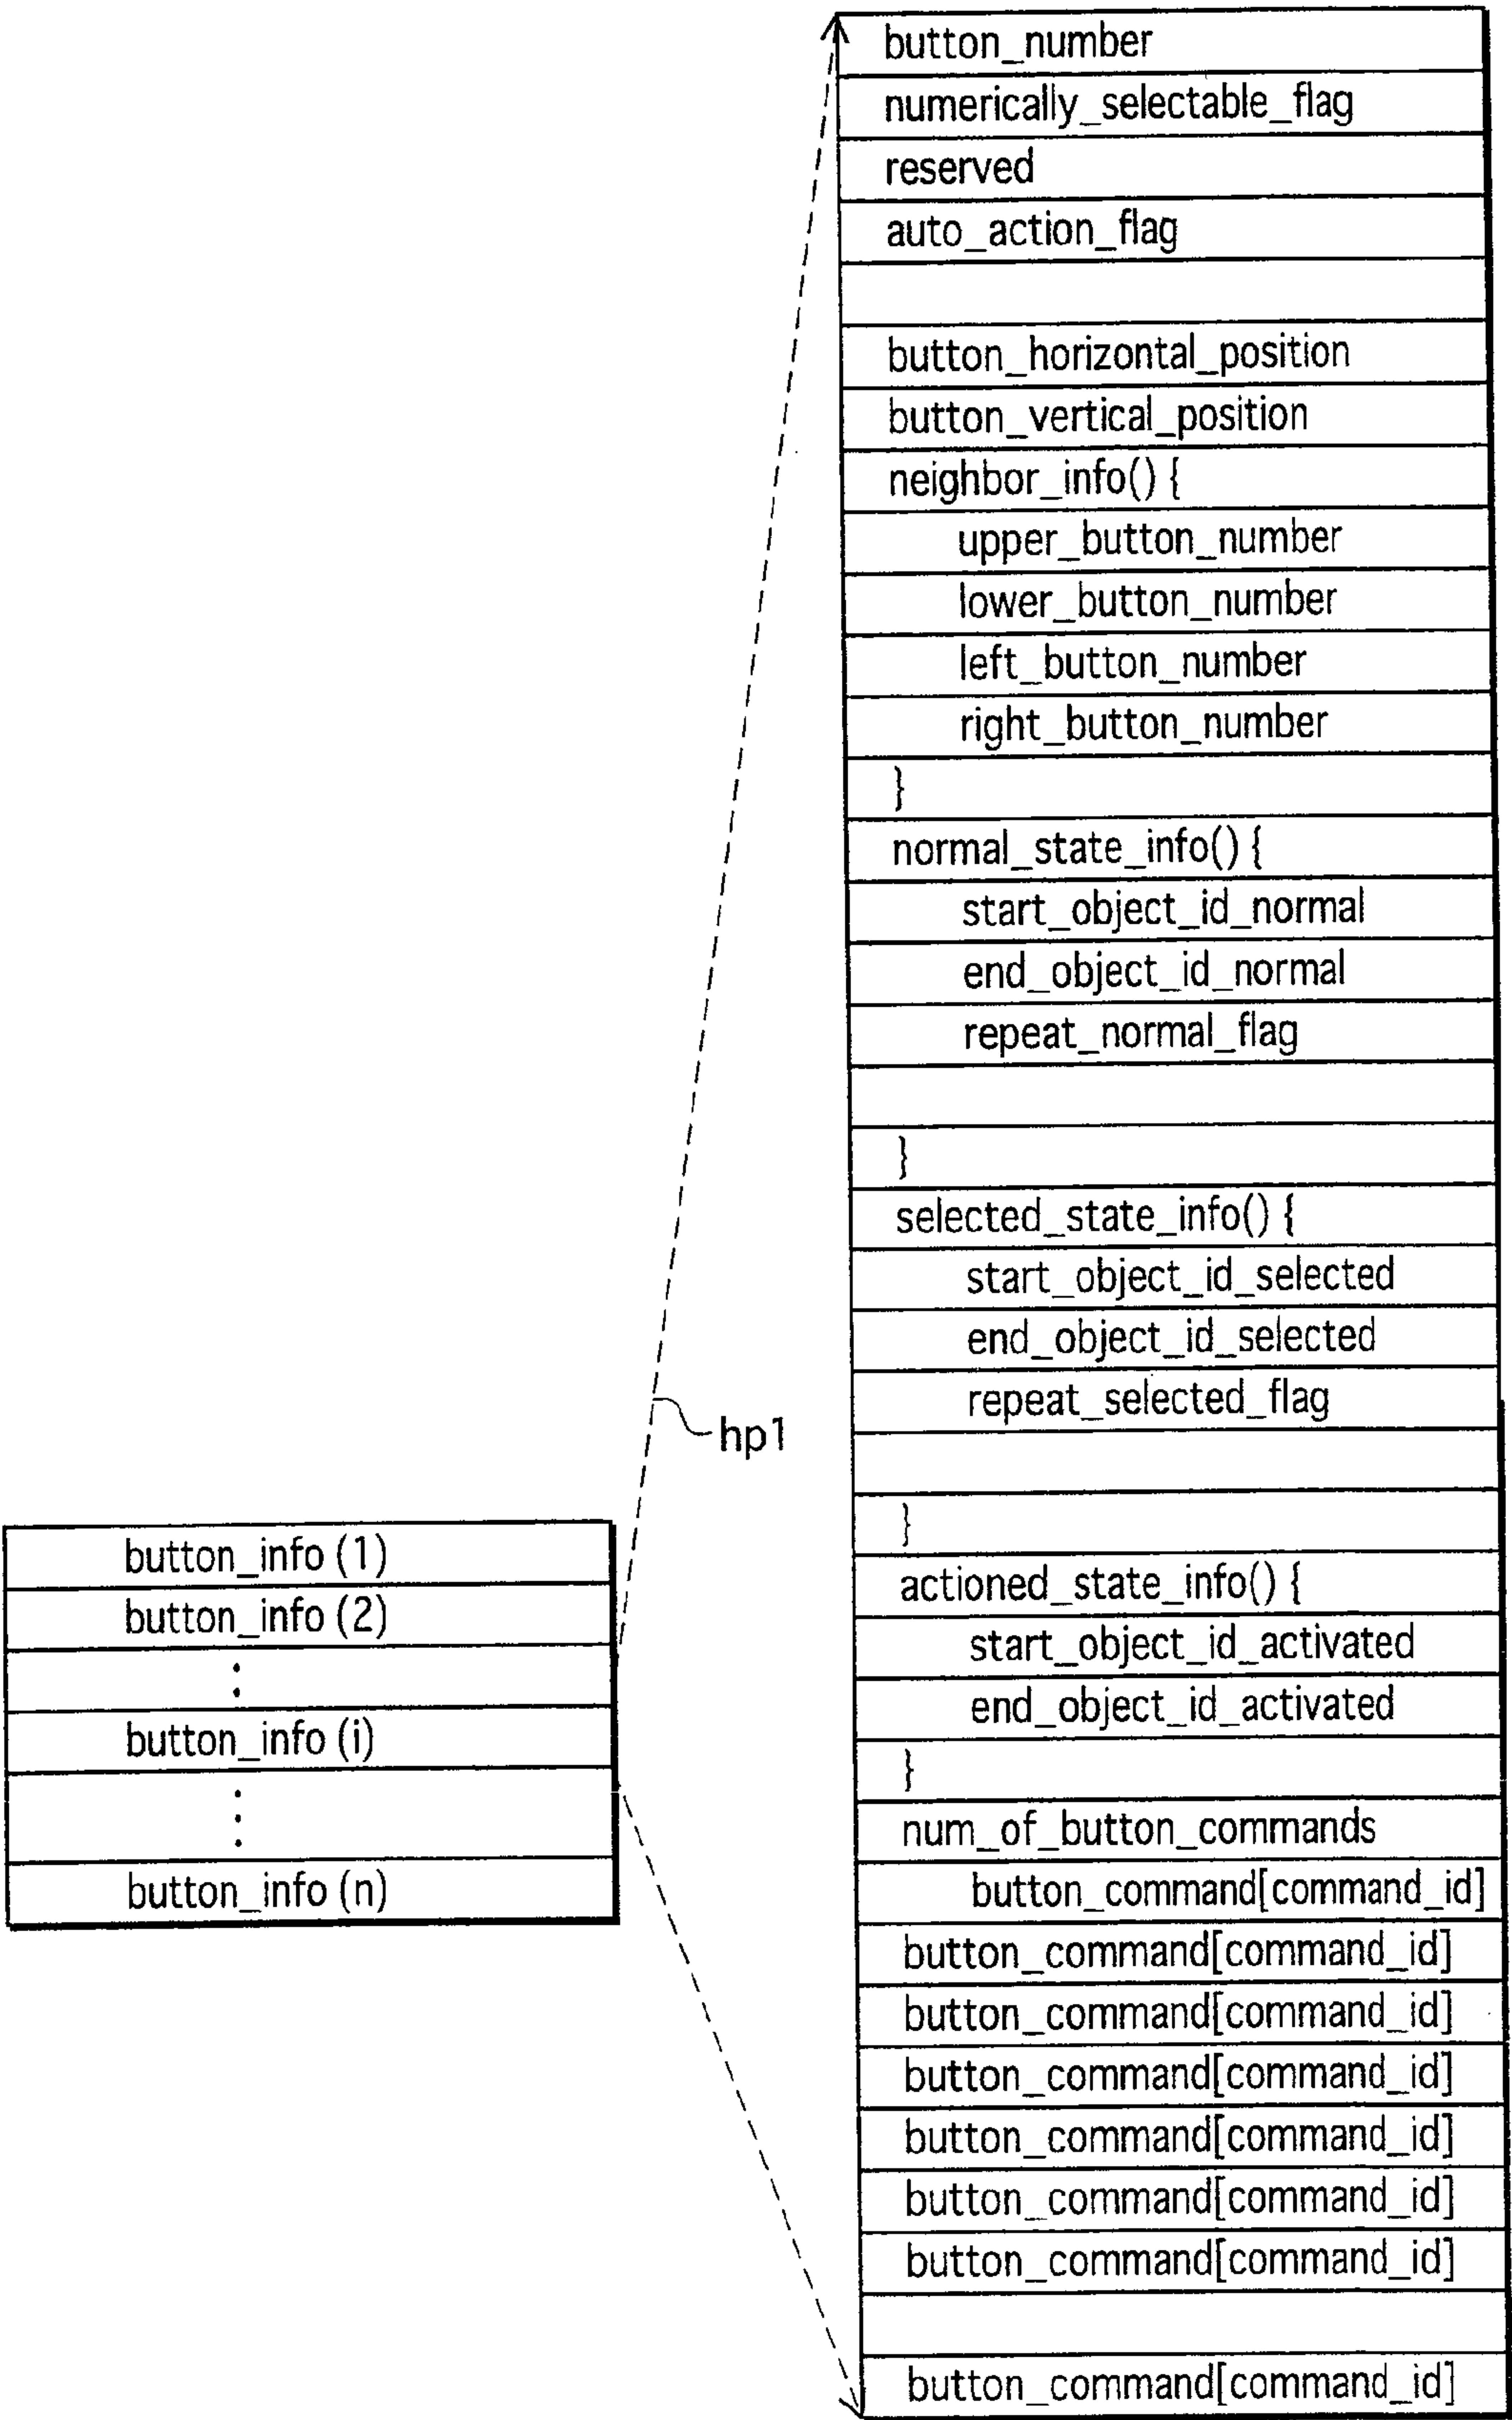 button_number
numerically_selectable_flag
reserved
auto_action_flag
button_horizontal_position
button_vertical_position
neighbor_info() {
upper_button_number
lower_button_number
left_button_number
right_button_number
}
normal_state_info() {
start_object_id_normal
end_object_id_normal
repeat_normal_flag
}
selected_state_info() {
start_object_id_selected
end_object_id_selected
repeat_selected_flag
}
actioned_state_info() {
start_object_id_activated
end_object_id_activated
}
num_of_button_commands
button_command[command_id]
button_command[command_id]
button_command[command_id]
button_command[command_id]
button_command[command_id]
button_command[command_id]
button_command[command_id]
button_command[command_id]
hp1
button_info (1)
button_info (2)
button_info (i)
button_info (n)